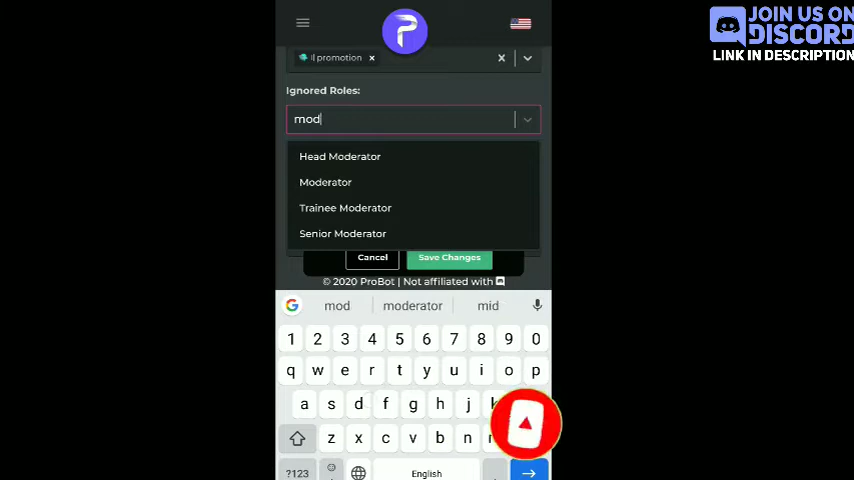 JOIN US ON
DISCORD
LINK IN DESCRIPTION
promotion ×
Ignored Roles:
mod
Head Moderator
Moderator
Trainee Moderator
Senior Moderator
Cancel
Save Changes
© 2020 ProBot | Not affiliated with
mod
moderator
mid
1 2 3 4 5 6 7 8 9 0
q w e r t y u i o p
a s d f g h j
z x c v b n
?123
English